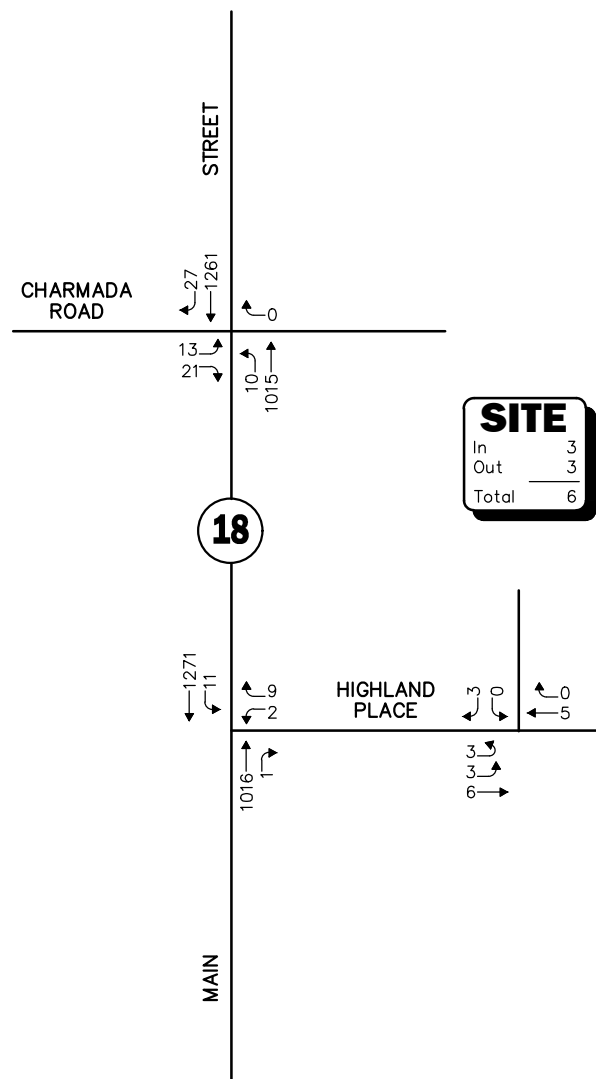 STREET
27
1261
CHARMADA
ROAD
0
13
21
10
1015
SITE
In 3
Out 3
Total 6
18
1271
11
9
2
HIGHLAND
PLACE
3
0
0
5
1016
1
3
3
6
MAIN